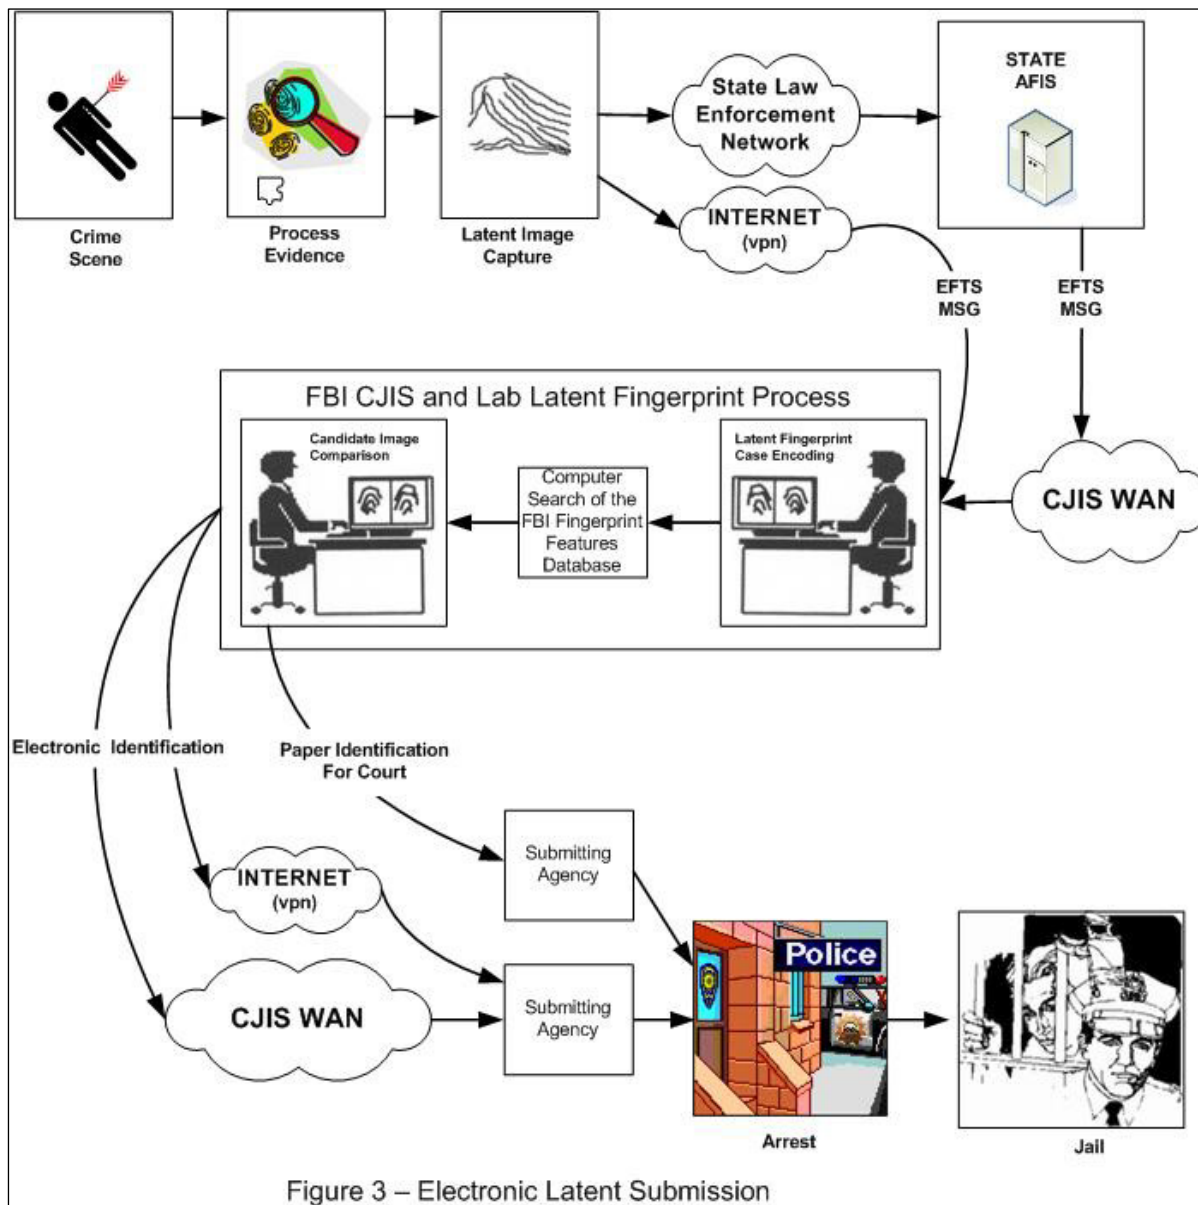 Crime
Scene
Process
Evidence
Latent Image
Capture
State Law
Enforcement
Network
INTERNET
(vpn)
STATE
AFIS
EFTS
MSG
EFTS
MSG
CJIS WAN
FBI CJIS and Lab Latent Fingerprint Process
Candidate Image
Comparison
Computer
Search of the
FBI Fingerprint
Features
Database
Latent Fingerprint
Case Encoding
Electronic Identification
Paper Identification
For Court
INTERNET
(vpn)
CJIS WAN
Submitting
Agency
Submitting
Agency
Police
Arrest
Jail
Figure 3 – Electronic Latent Submission